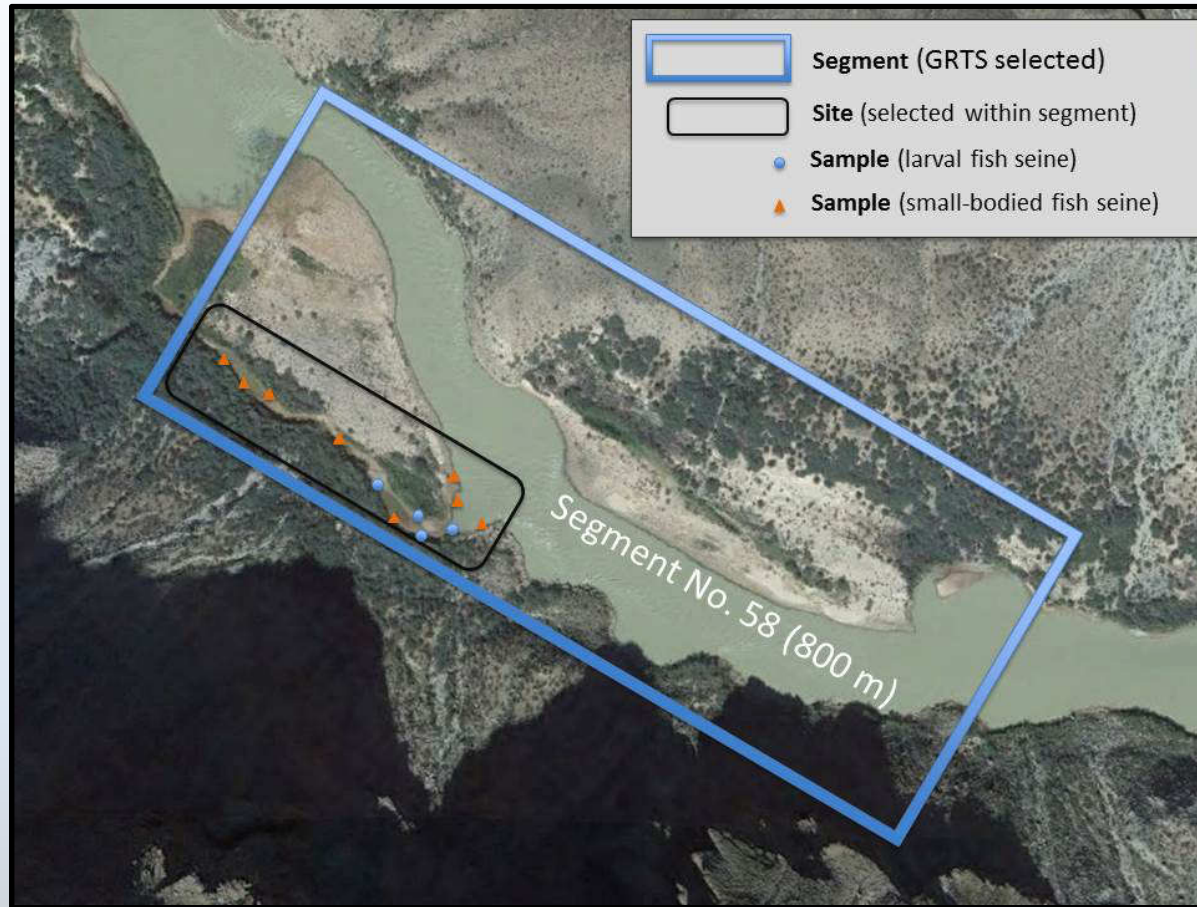 Segment (GRTS selected)
Site (selected within segment)
Sample (larval fish seine)
Sample (small-bodied fish seine)
Segment No. 58 (800 m)